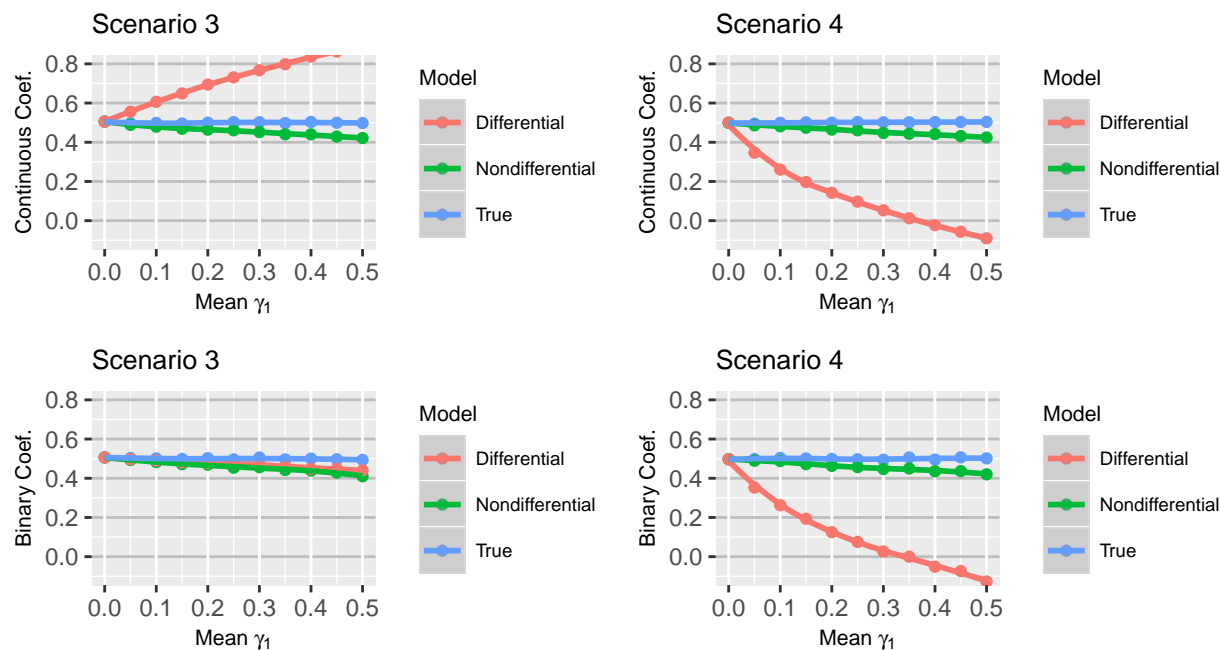 Scenario 3
Continuous Coef.
0.8
0.6
0.4
0.2
0.0
0.0 0.1 0.2 0.3 0.4 0.5
Mean γ1
Model
Differential
Nondifferential
True
Scenario 4
Continuous Coef.
0.8
0.6
0.4
0.2
0.0
0.0 0.1 0.2 0.3 0.4 0.5
Mean γ1
Model
Differential
Nondifferential
True
Scenario 3
Binary Coef.
0.8
0.6
0.4
0.2
0.0
0.0 0.1 0.2 0.3 0.4 0.5
Mean γ1
Model
Differential
Nondifferential
True
Scenario 4
Binary Coef.
0.8
0.6
0.4
0.2
0.0
0.0 0.1 0.2 0.3 0.4 0.5
Mean γ1
Model
Differential
Nondifferential
True